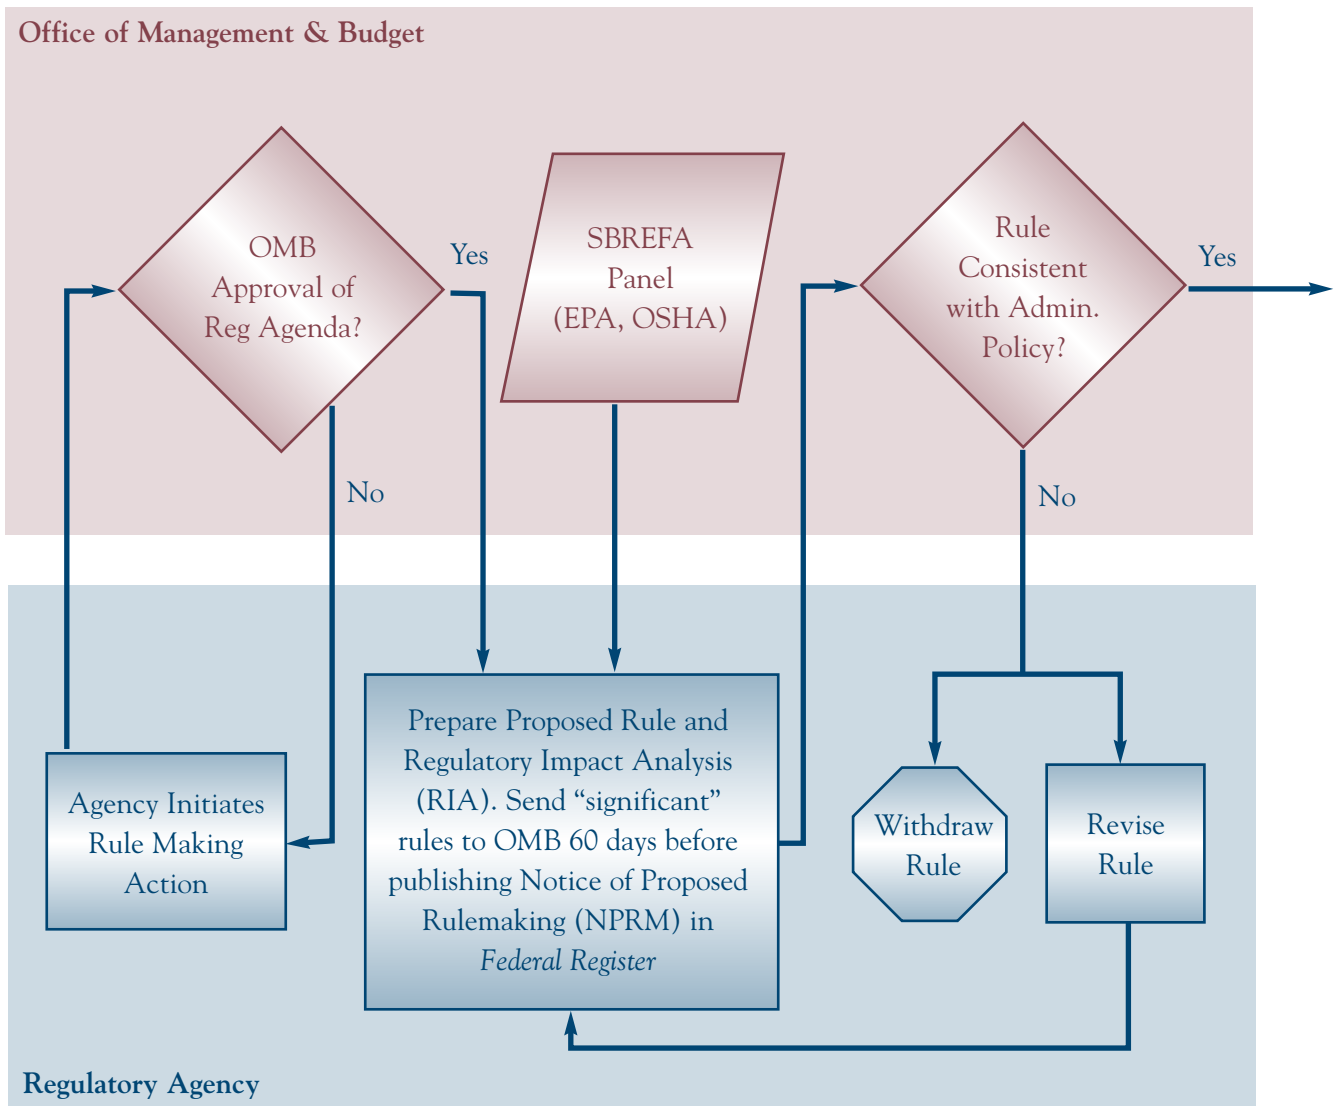 Office of Management & Budget
OMB
Approval of
Reg Agenda?
Yes
No
SBREFA
Panel
(EPA, OSHA)
Rule
Consistent
with Admin.
Policy?
Yes
No
Agency Initiates
Rule Making
Action
Prepare Proposed Rule and
Regulatory Impact Analysis
(RIA). Send “significant”
rules to OMB 60 days before
publishing Notice of Proposed
Rulemaking (NPRM) in
Federal Register
Withdraw
Rule
Revise
Rule
Regulatory Agency